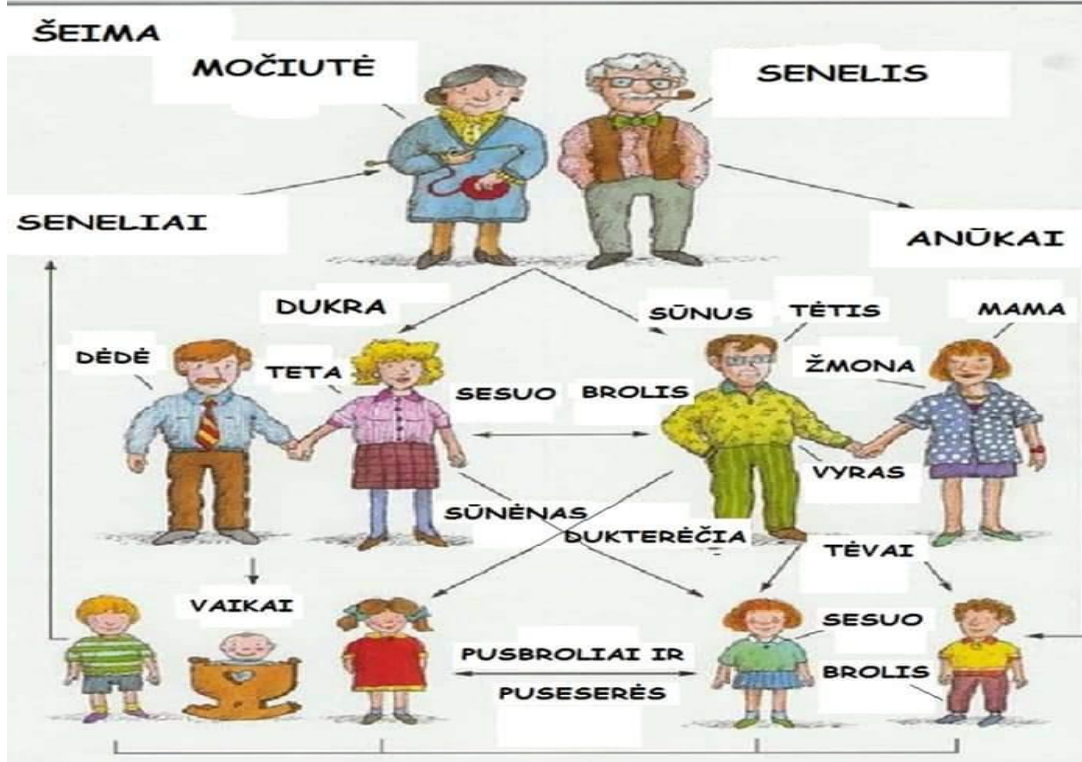 ŠEIMA
MOČIUTĖ
SENELIS
SENELIAI
ANŪKAI
DUKRA
SŪNUS
TĖTIS
MAMA
DĖDĖ
TETA
ŽMONA
SESUO
BROLIS
VYRAS
SŪNĖNAS
DUKTERĖČIA
TĖVAI
VAIKAI
SESUO
PUSBROLIAI IR
BROLIS
PUSESERĖS